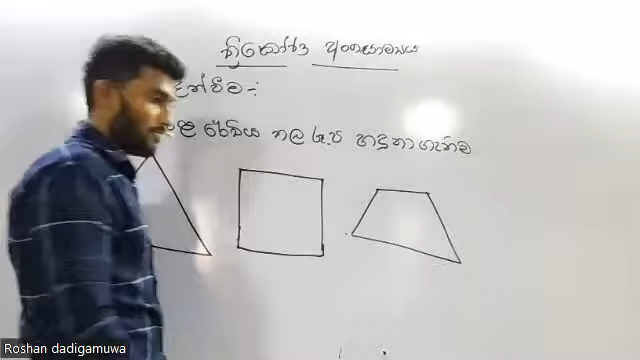 ත්‍රිකෝණ අංගසාම්‍යය
රේඛීය තල රූප හඳුනාගැනීම
Roshan dadigamuwa